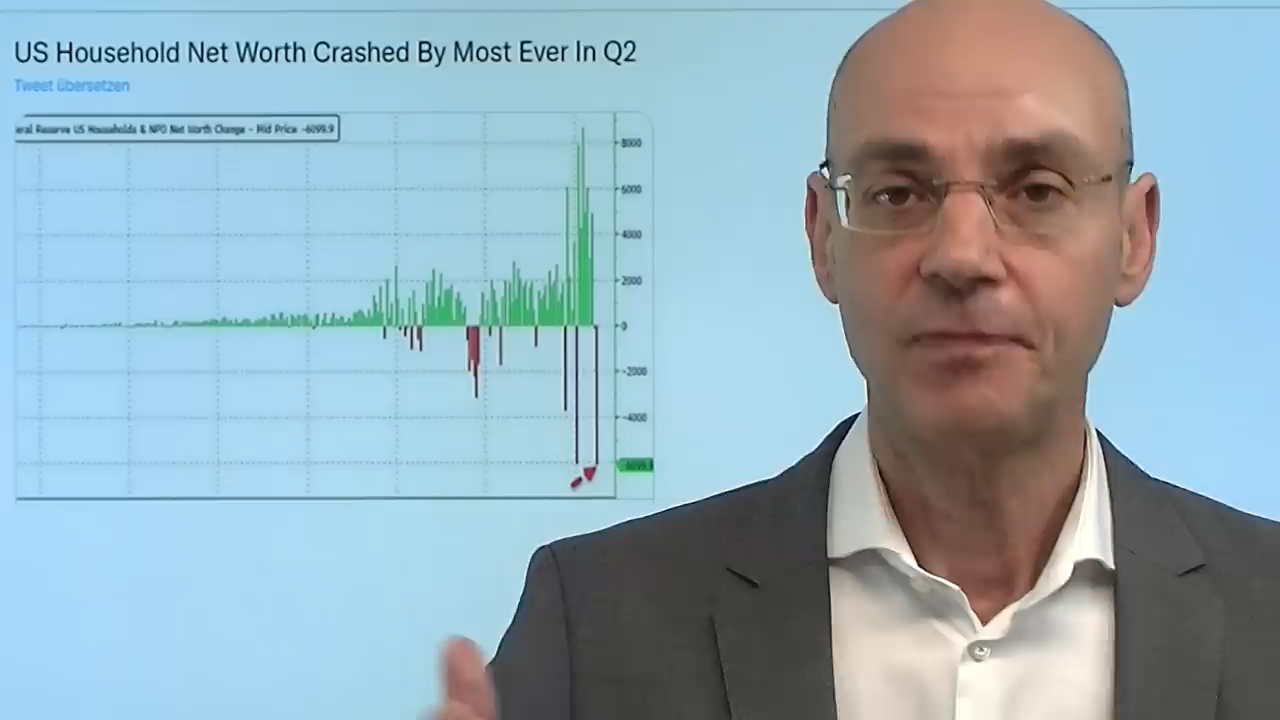 US Household Net Worth Crashed By Most Ever In Q2
Tweet übersetzen
eral Reserve US Households & NPO Net Worth Change - Mid Price -6099.9
8000
6000
4000
2000
0
-2000
-4000